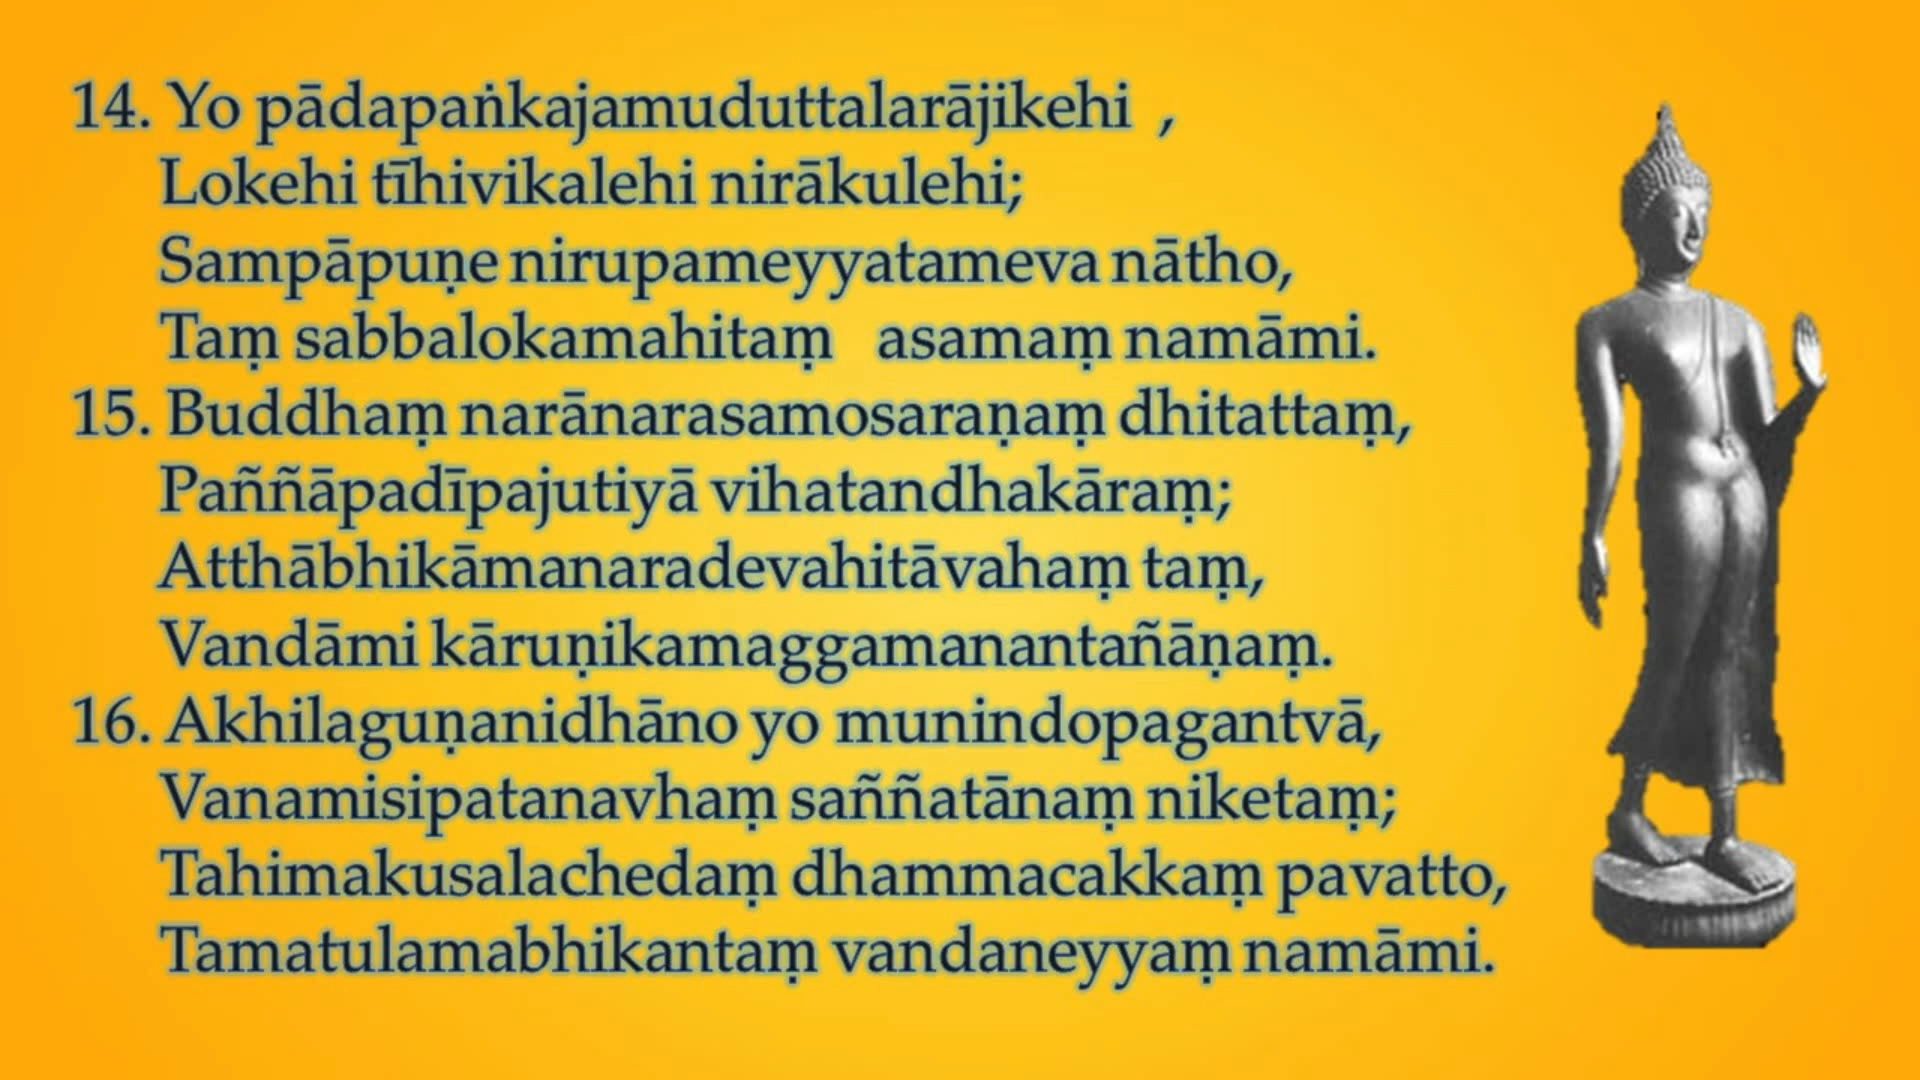 14. Yo pādapaṅkajamuduttalarājikehi ,
Lokehi tīhivikalehi nirākulehi;
Sampāpuṇe nirupameyyatameva nātho,
Taṃ sabbalokamahitaṃ asamaṃ namāmi.
15. Buddhaṃ narānarasamosaraṇaṃ dhitattaṃ,
Paññāpadīpajutiyā vihatandhakāraṃ;
Atthābhikāmanaradevahitāvahaṃ taṃ,
Vandāmi kāruṇikamaggamanantañāṇaṃ.
16. Akhilaguṇanidhāno yo munindopagantvā,
Vanamisipatanavhaṃ saññatānaṃ niketaṃ;
Tahimakusalachedaṃ dhammacakkaṃ pavatto,
Tamatulamabhikantaṃ vandaneyyaṃ namāmi.